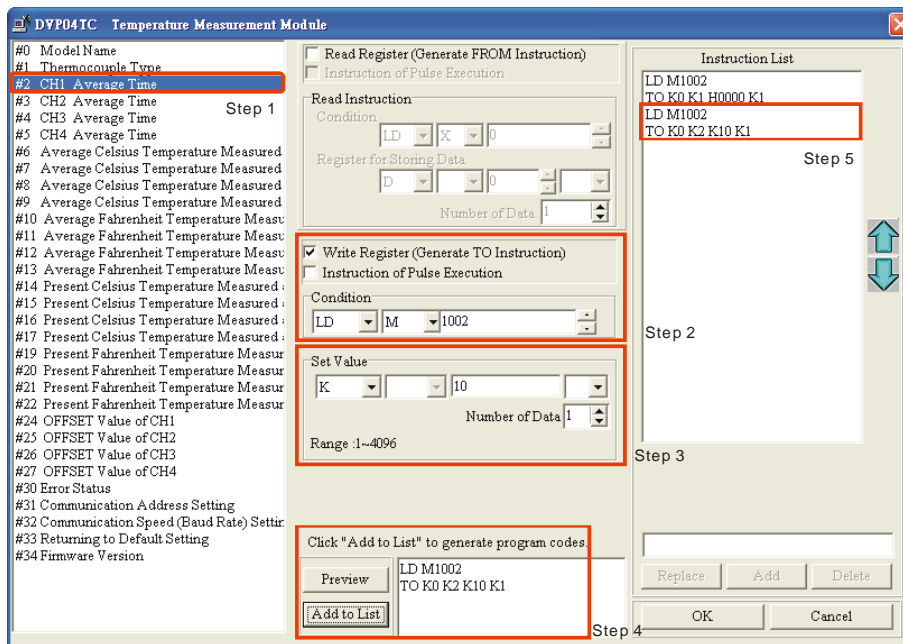 DVP04TC Temperature Measurement Module
#0 Model Name
#1 Thermocouple Type
#2 CH1 Average Time
#3 CH2 Average Time
#4 CH3 Average Time
#5 CH4 Average Time
#6 Average Celsius Temperature Measured
#7 Average Celsius Temperature Measured
#8 Average Celsius Temperature Measured
#9 Average Celsius Temperature Measured
#10 Average Fahrenheit Temperature Measu
#11 Average Fahrenheit Temperature Measu
#12 Average Fahrenheit Temperature Measu
#13 Average Fahrenheit Temperature Measu
#14 Present Celsius Temperature Measured
#15 Present Celsius Temperature Measured
#16 Present Celsius Temperature Measured
#17 Present Celsius Temperature Measured
#19 Present Fahrenheit Temperature Measur
#20 Present Fahrenheit Temperature Measur
#21 Present Fahrenheit Temperature Measur
#22 Present Fahrenheit Temperature Measur
#24 OFFSET Value of CH1
#25 OFFSET Value of CH2
#26 OFFSET Value of CH3
#27 OFFSET Value of CH4
#30 Error Status
#31 Communication Address Setting
#32 Communication Speed (Baud Rate) Settin
#33 Returning to Default Setting
#34 Firmware Version
Step 1
Read Register (Generate FROM Instruction)
Instruction of Pulse Execution
Read Instruction
Condition
LD X 0
Register for Storing Data
D 0
Number of Data 1
Write Register (Generate TO Instruction)
Instruction of Pulse Execution
Condition
LD M 1002
Step 2
Set Value
K 10
Number of Data 1
Range :1~4096
Step 3
Click "Add to List" to generate program codes.
Preview
Add to List
LD M1002
TO K0 K2 K10 K1
Step 4
Instruction List
LD M1002
TO K0 K1 H0000 K1
LD M1002
TO K0 K2 K10 K1
Step 5
Replace Add Delete
OK Cancel